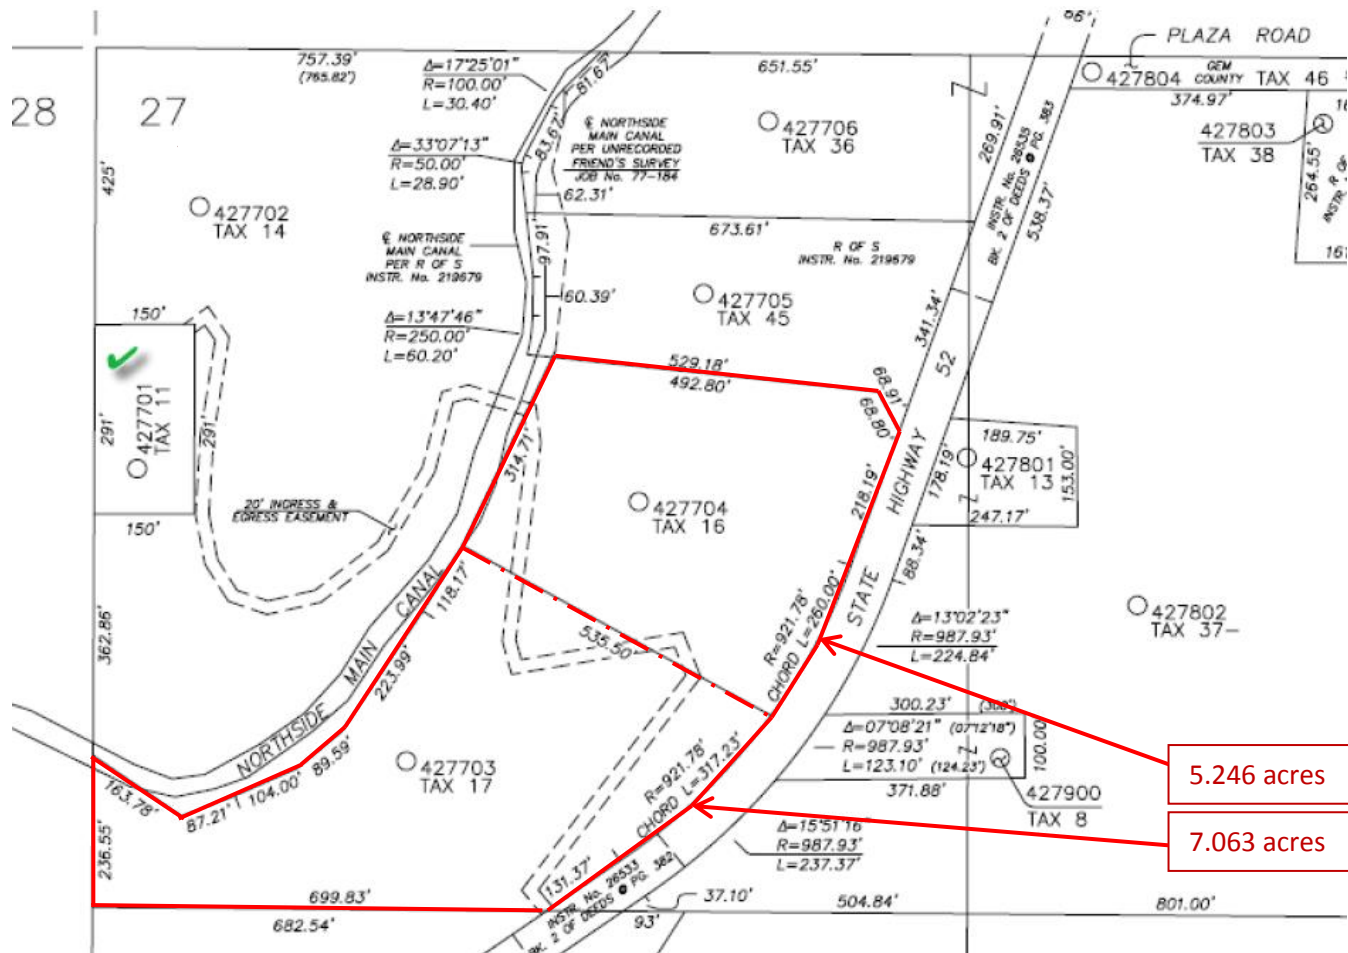 66'
PLAZA ROAD
757.39'
(765.82')
Δ=17°25'01"
R=100.00'
L=30.40'
81.67'
651.55'
427804
GEM
COUNTY
TAX 46
374.97'
28
27
℄ NORTHSIDE
MAIN CANAL
PER UNRECORDED
FRIEND'S SURVEY
JOB No. 77-184
83.67'
427706
TAX 36
269.91'
INSTR. No. 26535
BK. 2 OF DEEDS @ PG. 383
538.37'
427803
TAX 38
264.55'
Δ=33°07'13"
R=50.00'
L=28.90'
425'
62.31'
427702
TAX 14
673.61'
R OF S
INSTR. No. 219679
℄ NORTHSIDE
MAIN CANAL
PER R OF S
INSTR. No. 219679
97.91'
60.39'
427705
TAX 45
150'
Δ=13°47'46"
R=250.00'
L=60.20'
341.34'
52
529.18'
492.80'
68.91'
68.80'
427701
TAX 11
291'
291'
314.71'
189.75'
427801
TAX 13
153.00'
247.17'
178.19'
HIGHWAY
218.19'
427704
TAX 16
20' INGRESS &
EGRESS EASEMENT
150'
88.34'
STATE
118.17'
CANAL
MAIN
NORTHSIDE
362.86'
535.50'
R=921.78'
CHORD L=260.00'
Δ=13°02'23"
R=987.93'
L=224.84'
427802
TAX 37-
223.99'
300.23' (300')
Δ=07°08'21" (07°12'18")
R=987.93'
L=123.10' (124.23')
100.00'
371.88'
5.246 acres
427900
TAX 8
7.063 acres
427703
TAX 17
89.59'
104.00'
87.21'
163.78'
236.55'
R=921.78'
CHORD L=317.23'
Δ=15°51'16"
R=987.93'
L=237.37'
131.37'
INSTR. No. 26533
BK. 2 OF DEEDS @ PG. 382
699.83'
682.54'
37.10'
93'
504.84'
801.00'